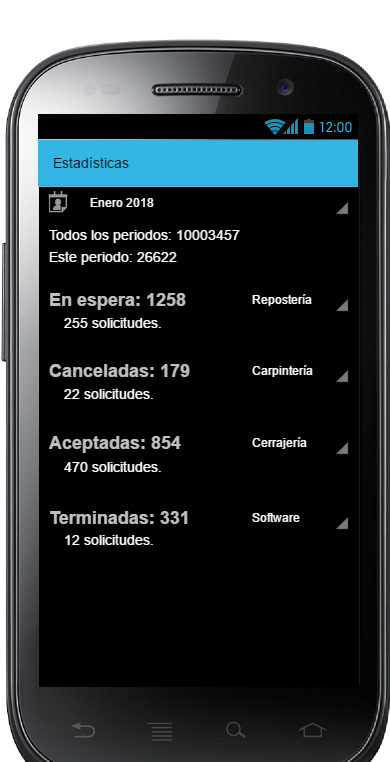 12:00
Estadísticas
Enero 2018
Todos los periodos: 10003457
Este periodo: 26622
En espera: 1258 Repostería
255 solicitudes.
Canceladas: 179 Carpintería
22 solicitudes.
Aceptadas: 854 Cerrajería
470 solicitudes.
Terminadas: 331 Software
12 solicitudes.